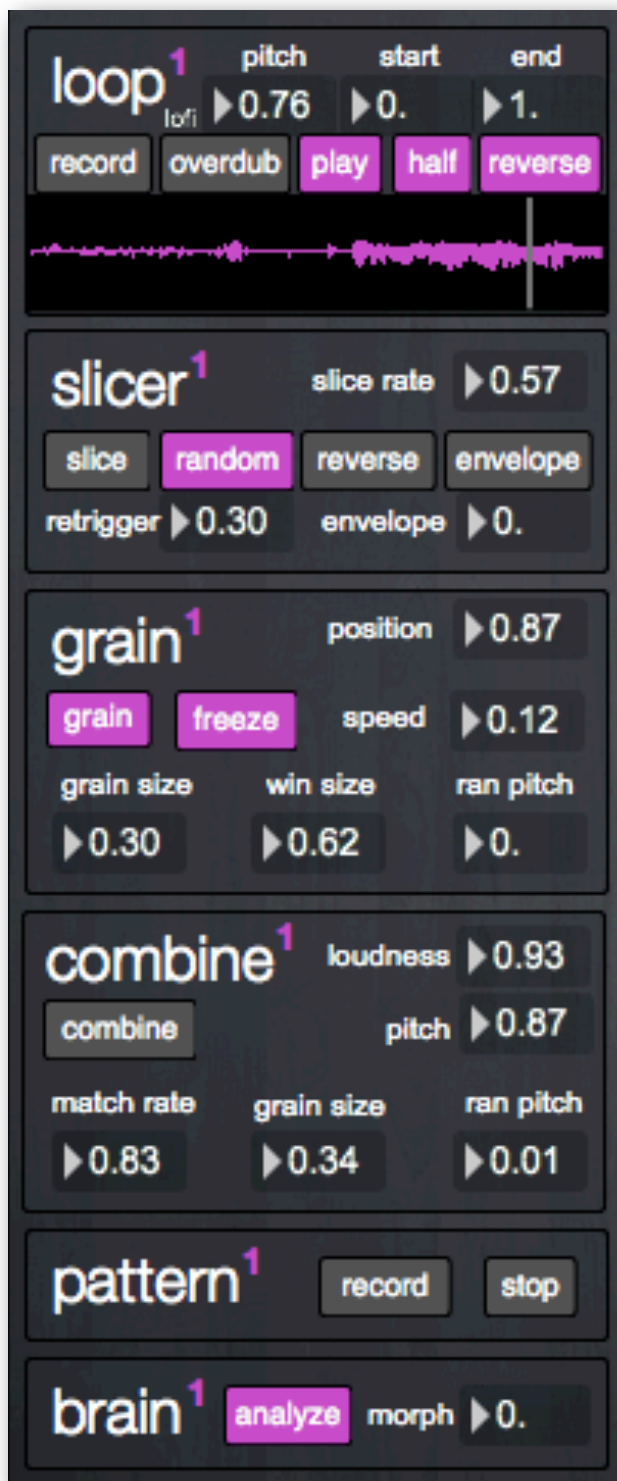 loop1 pitch start end
lofi 0.76 0. 1.
record overdub play half reverse
slicer1 slice rate 0.57
slice random reverse envelope
retrigger 0.30 envelope 0.
grain1 position 0.87
grain freeze speed 0.12
grain size win size ran pitch
0.30 0.62 0.
combine1 loudness 0.93
combine pitch 0.87
match rate grain size ran pitch
0.83 0.34 0.01
pattern1 record stop
brain1 analyze morph 0.